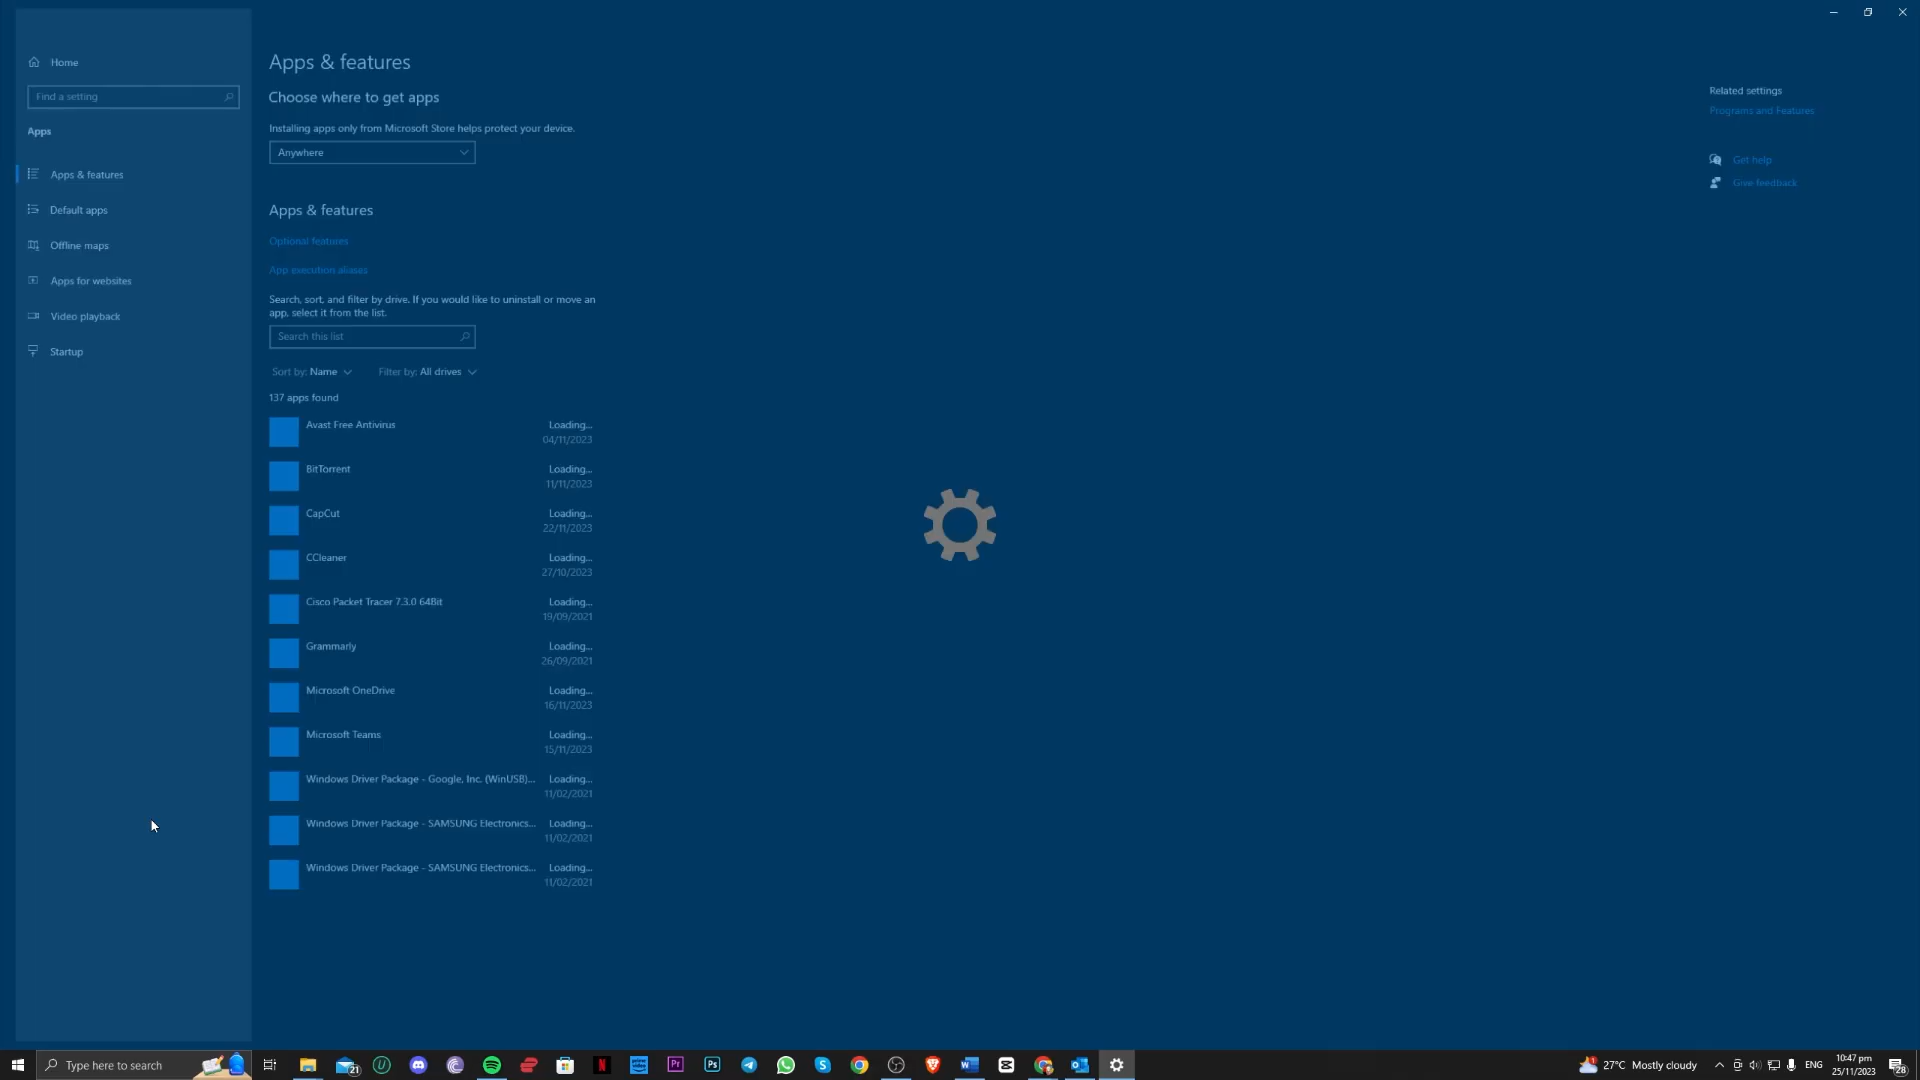 Home
Find a setting
Apps
Apps & features
Default apps
Offline maps
Apps for websites
Video playback
Startup
Apps & features
Choose where to get apps
Installing apps only from Microsoft Store helps protect your device.
Anywhere
Apps & features
Optional features
App execution aliases
Search, sort, and filter by drive. If you would like to uninstall or move an
app, select it from the list.
Search this list
Sort by: Name Filter by: All drives
137 apps found
Avast Free Antivirus Loading...
04/11/2023
BitTorrent Loading...
11/11/2023
CapCut Loading...
22/11/2023
CCleaner Loading...
27/10/2023
Cisco Packet Tracer 7.3.0 64Bit Loading...
19/09/2021
Grammarly Loading...
26/09/2021
Microsoft OneDrive Loading...
16/11/2023
Microsoft Teams Loading...
15/11/2023
Windows Driver Package - Google, Inc. (WinUSB)... Loading...
11/02/2021
Windows Driver Package - SAMSUNG Electronics... Loading...
11/02/2021
Windows Driver Package - SAMSUNG Electronics... Loading...
11/02/2021
Related settings
Programs and Features
Get help
Give feedback
Type here to search
21
Pr
Ps
27°C Mostly cloudy
ENG
10:47 pm
25/11/2023
28